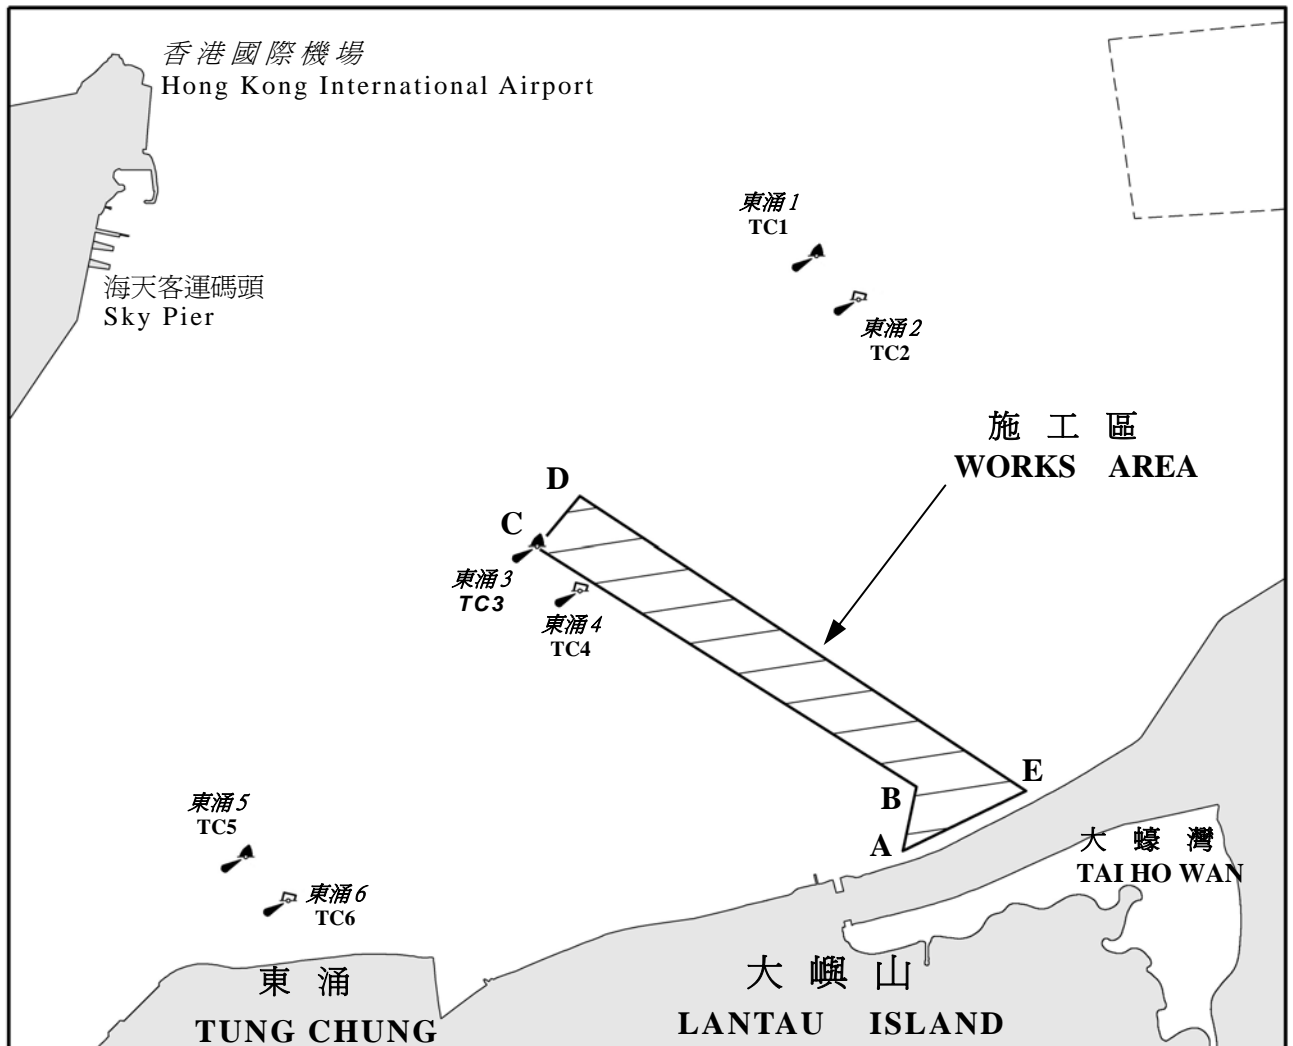 香港國際機場
Hong Kong International Airport
東涌1
TC1
海天客運碼頭
Sky Pier
東涌2
TC2
施工區
WORKS AREA
D
C
東涌3
TC3
東涌4
TC4
E
B
A
東涌5
TC5
大蠔灣
TAI HO WAN
東涌6
TC6
東涌
TUNG CHUNG
大嶼山
LANTAU ISLAND